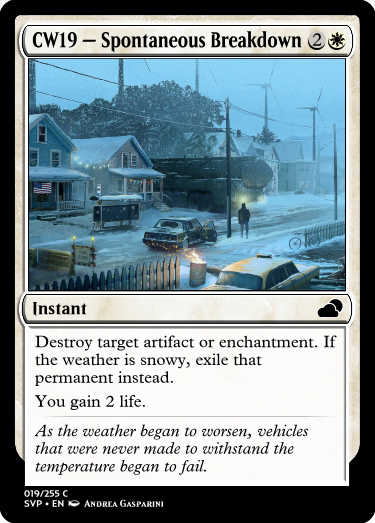 CW19 — Spontaneous Breakdown 2
Instant
Destroy target artifact or enchantment. If
the weather is snowy, exile that
permanent instead.
You gain 2 life.
As the weather began to worsen, vehicles
that were never made to withstand the
temperature began to fail.
019/255 C
SVP • EN Andrea Gasparini